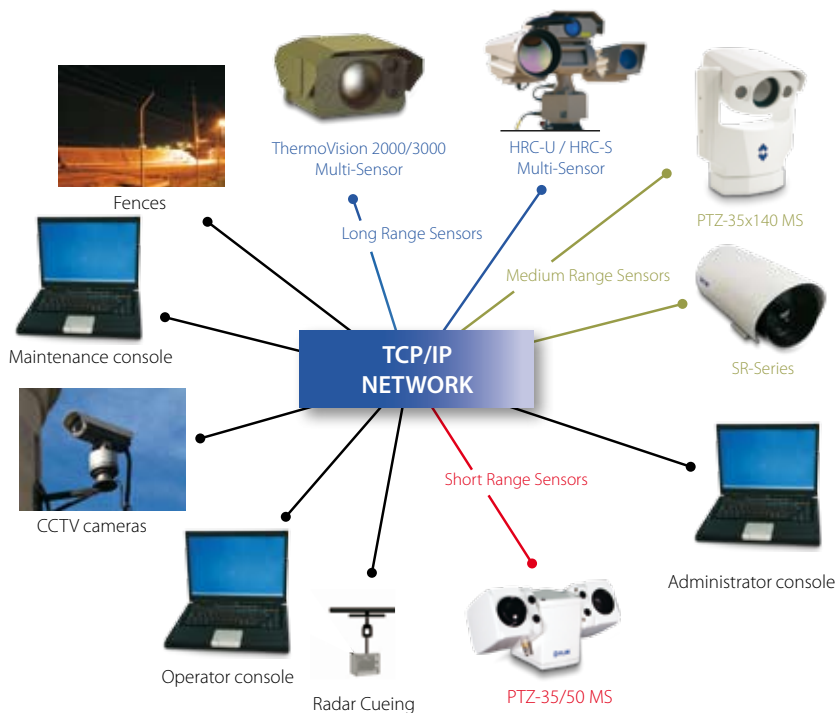 ThermoVision 2000/3000
Multi-Sensor
HRC-U / HRC-S
Multi-Sensor
Fences
Long Range Sensors
PTZ-35x140 MS
Medium Range Sensors
Maintenance console
TCP/IP
NETWORK
SR-Series
Short Range Sensors
CCTV cameras
Administrator console
Operator console
Radar Cueing
PTZ-35/50 MS